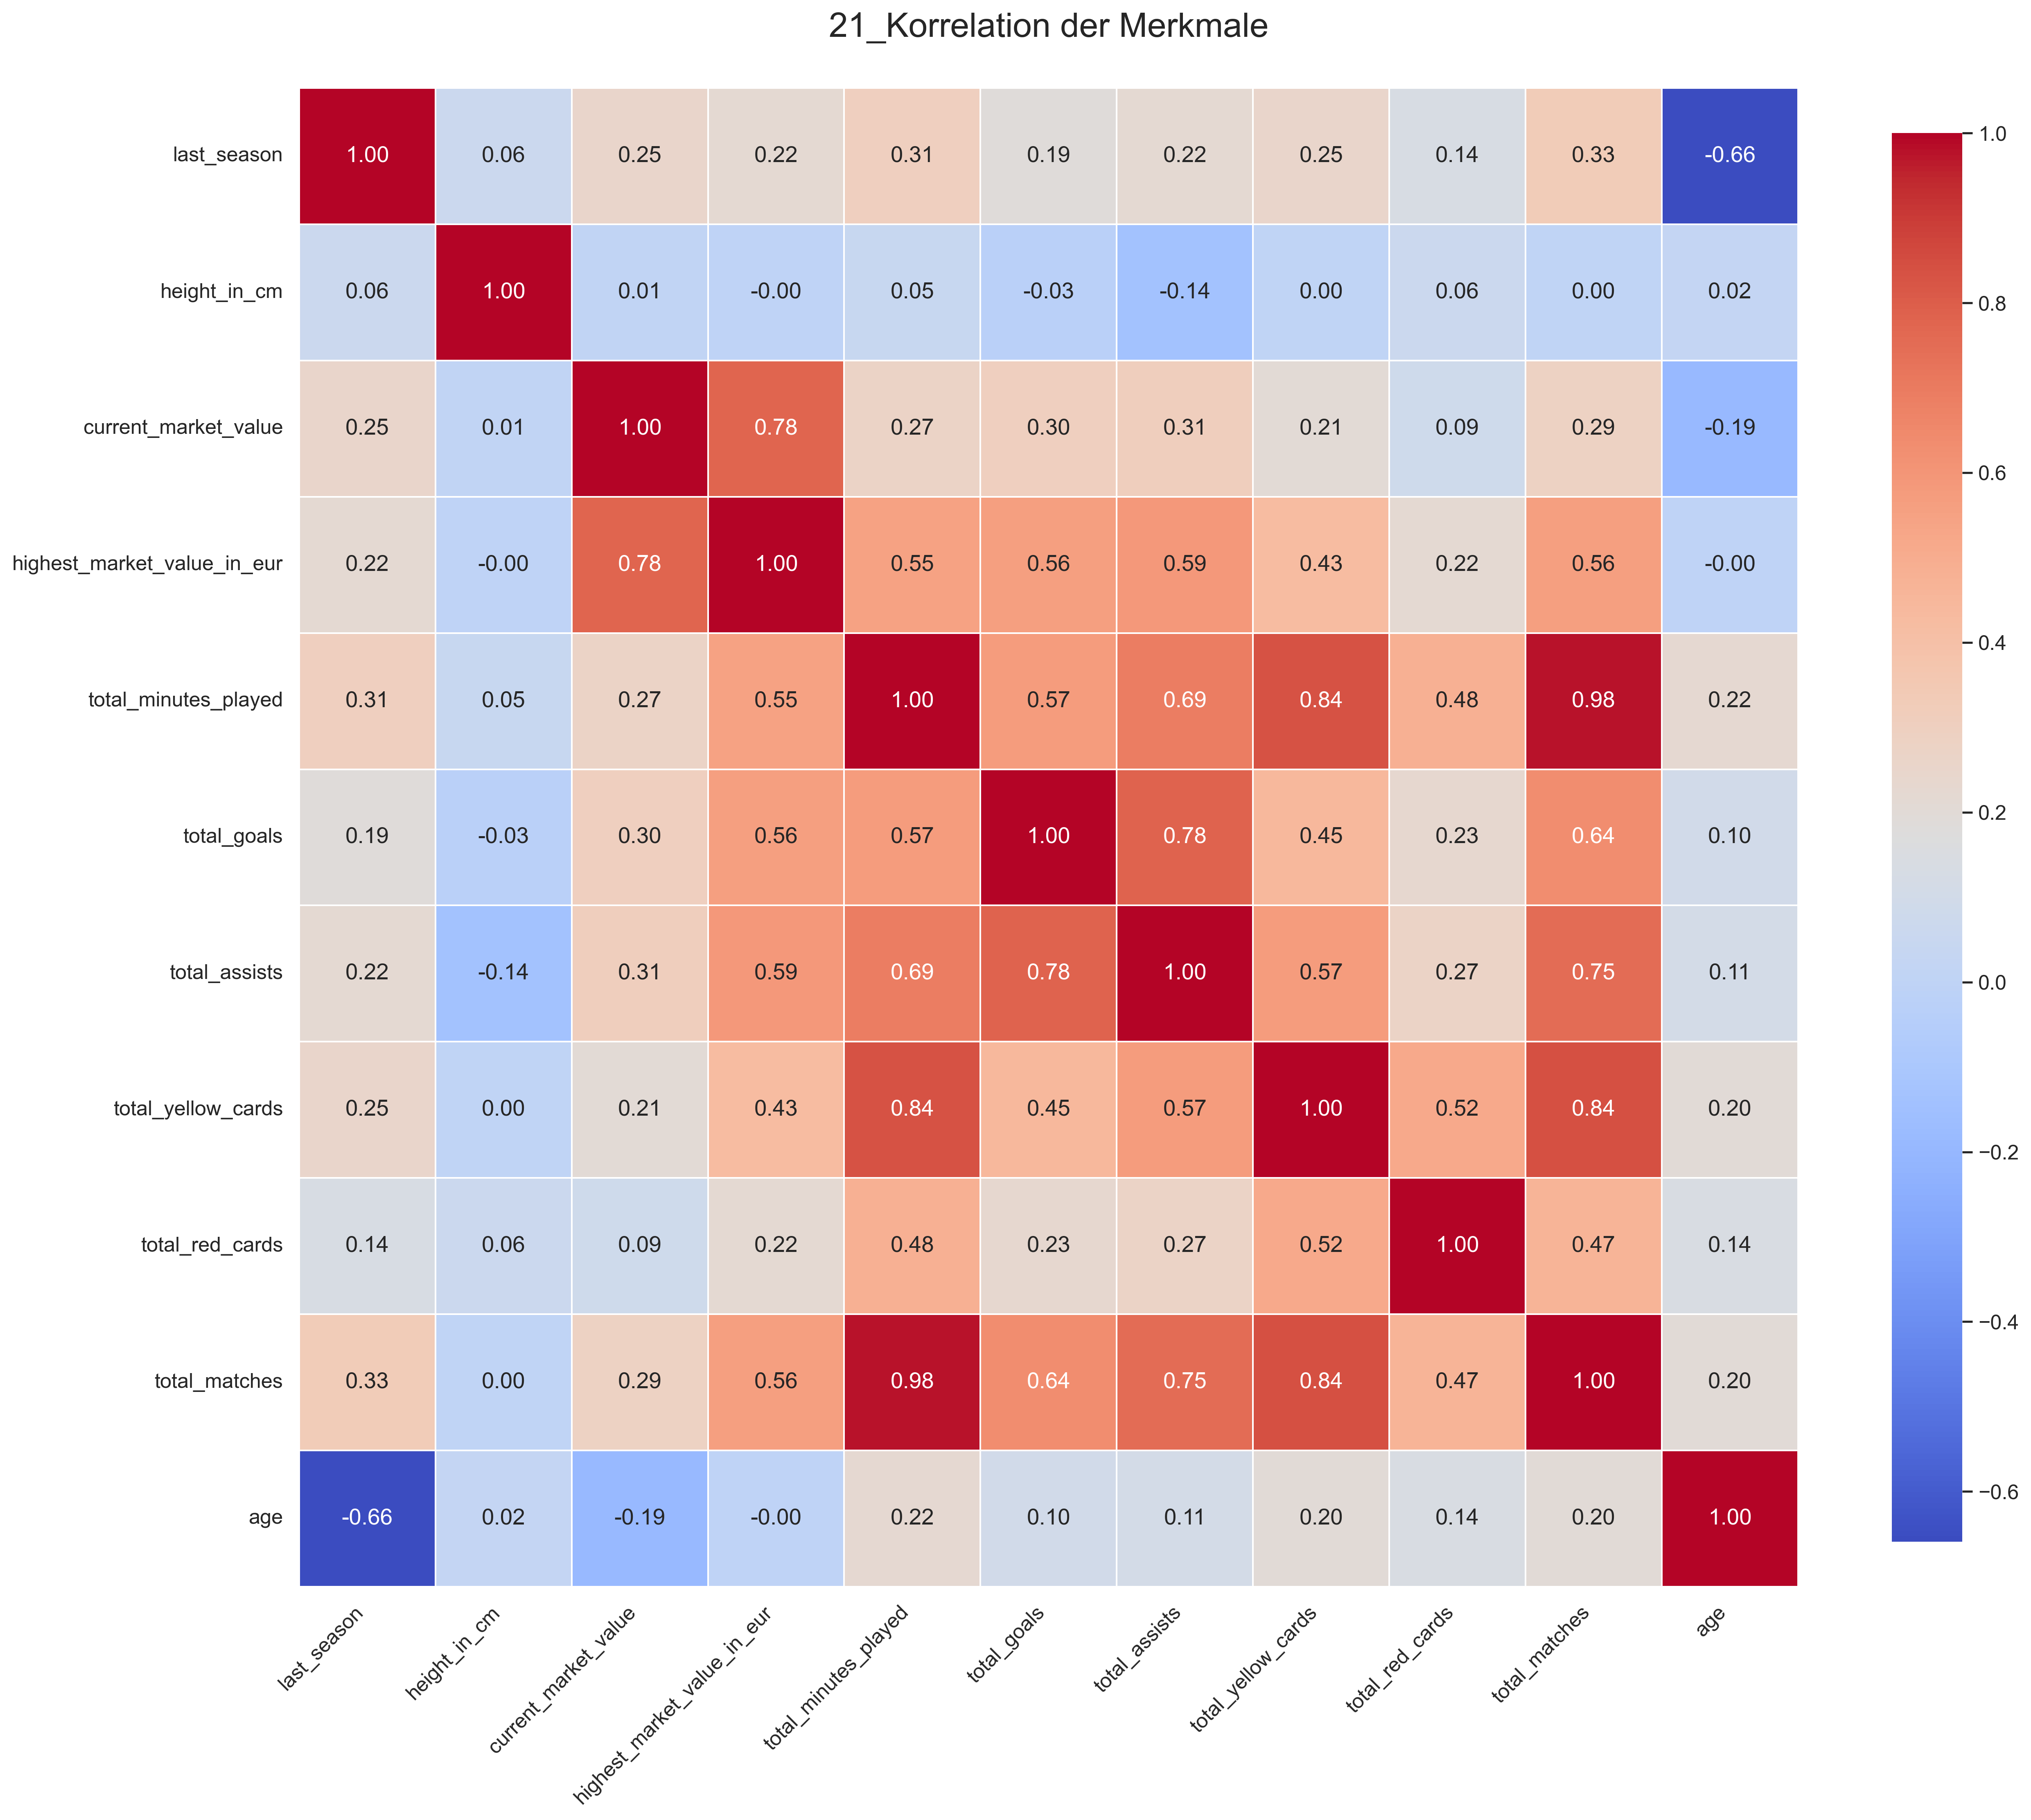 21_Korrelation der Merkmale
last_season 1.00 0.06 0.25 0.22 0.31 0.19 0.22 0.25 0.14 0.33 -0.66
height_in_cm 0.06 1.00 0.01 -0.00 0.05 -0.03 -0.14 0.00 0.06 0.00 0.02
current_market_value 0.25 0.01 1.00 0.78 0.27 0.30 0.31 0.21 0.09 0.29 -0.19
highest_market_value_in_eur 0.22 -0.00 0.78 1.00 0.55 0.56 0.59 0.43 0.22 0.56 -0.00
total_minutes_played 0.31 0.05 0.27 0.55 1.00 0.57 0.69 0.84 0.48 0.98 0.22
total_goals 0.19 -0.03 0.30 0.56 0.57 1.00 0.78 0.45 0.23 0.64 0.10
total_assists 0.22 -0.14 0.31 0.59 0.69 0.78 1.00 0.57 0.27 0.75 0.11
total_yellow_cards 0.25 0.00 0.21 0.43 0.84 0.45 0.57 1.00 0.52 0.84 0.20
total_red_cards 0.14 0.06 0.09 0.22 0.48 0.23 0.27 0.52 1.00 0.47 0.14
total_matches 0.33 0.00 0.29 0.56 0.98 0.64 0.75 0.84 0.47 1.00 0.20
age -0.66 0.02 -0.19 -0.00 0.22 0.10 0.11 0.20 0.14 0.20 1.00
last_season
height_in_cm
current_market_value
highest_market_value_in_eur
total_minutes_played
total_goals
total_assists
total_yellow_cards
total_red_cards
total_matches
age
1.0
0.8
0.6
0.4
0.2
0.0
−0.2
−0.4
−0.6